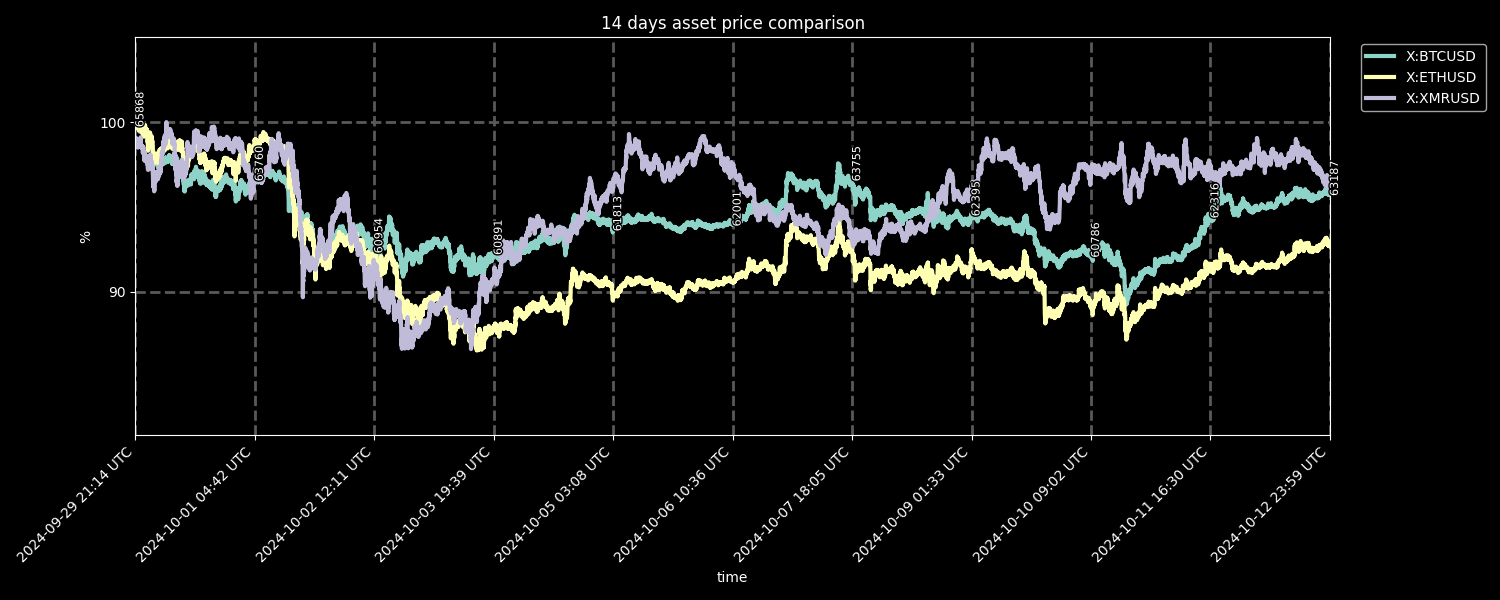 14 days asset price comparison
X:BTCUSD
X:ETHUSD
X:XMRUSD
%
100
90
65868
63760
60954
60891
61813
62001
63755
62395
60786
62316
63187
2024-09-29 21:14 UTC
2024-10-01 04:42 UTC
2024-10-02 12:11 UTC
2024-10-03 19:39 UTC
2024-10-05 03:08 UTC
2024-10-06 10:36 UTC
2024-10-07 18:05 UTC
2024-10-09 01:33 UTC
2024-10-10 09:02 UTC
2024-10-11 16:30 UTC
2024-10-12 23:59 UTC
time